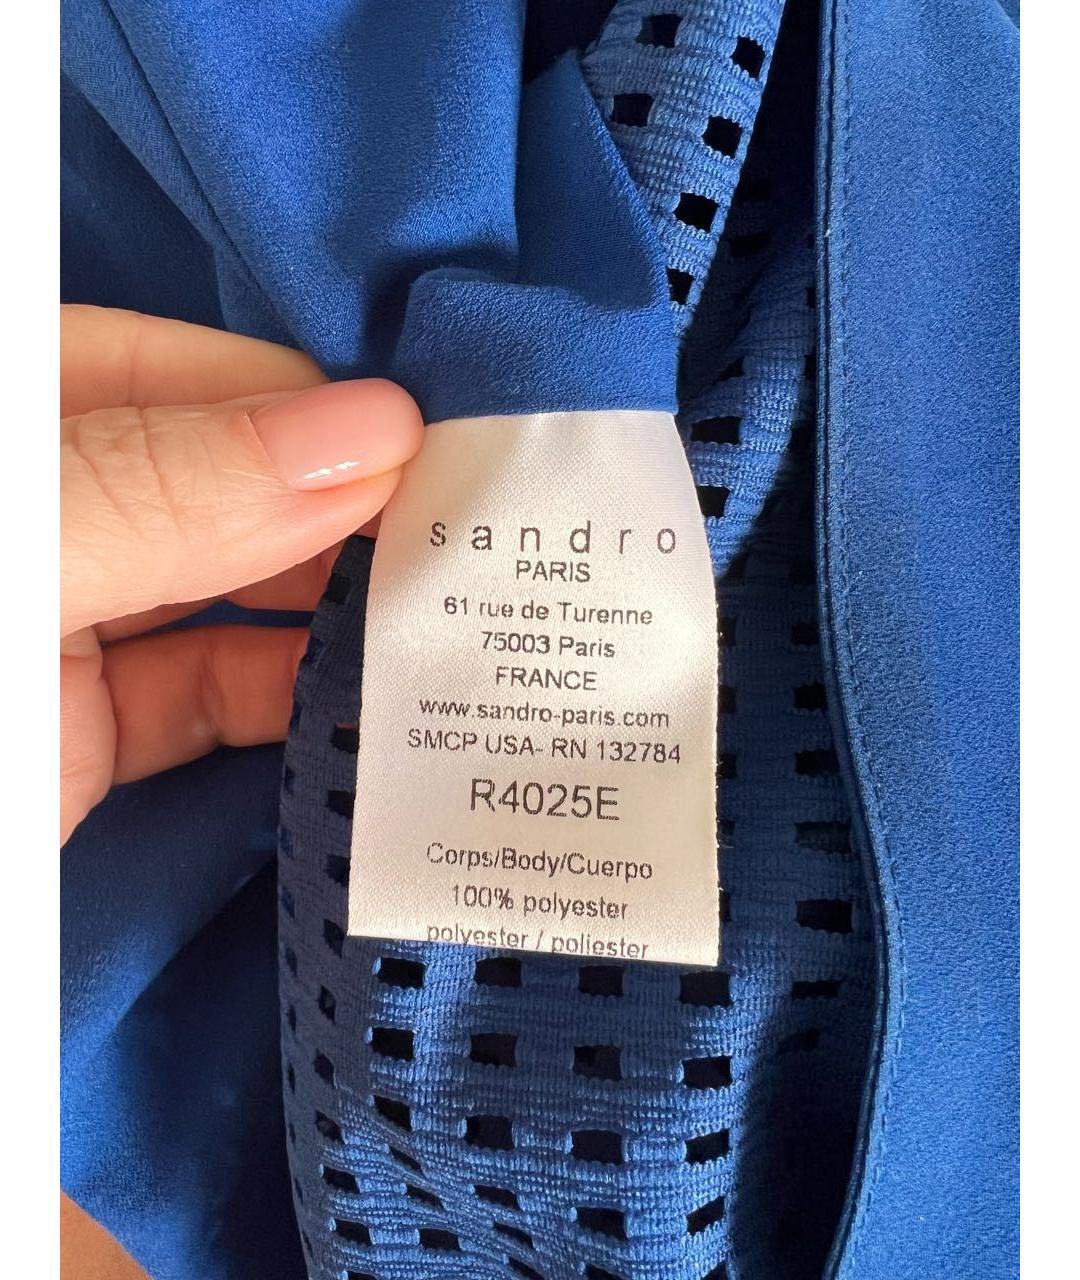 sandro
PARIS
61 rue de Turenne
75003 Paris
FRANCE
www.sandro-paris.com
SMCP USA- RN 132784
R4025E
Corps/Body/Cuerpo
100% polyester
polyester / poliester